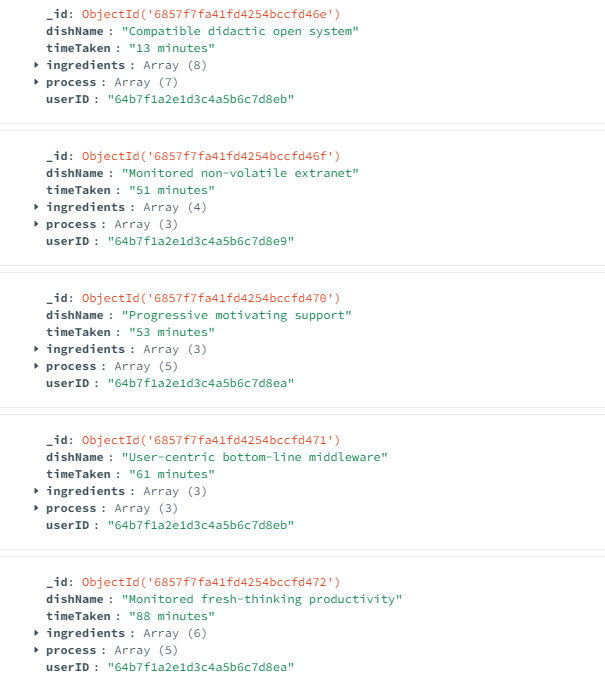 _id: ObjectId('6857f7fa41fd4254bccfd46e')
dishName : "Compatible didactic open system"
timeTaken : "13 minutes"
ingredients : Array (8)
process : Array (7)
userID : "64b7f1a2e1d3c4a5b6c7d8eb"
_id: ObjectId('6857f7fa41fd4254bccfd46f')
dishName : "Monitored non-volatile extranet"
timeTaken : "51 minutes"
ingredients : Array (4)
process : Array (3)
userID : "64b7f1a2e1d3c4a5b6c7d8e9"
_id: ObjectId('6857f7fa41fd4254bccfd470')
dishName : "Progressive motivating support"
timeTaken : "53 minutes"
ingredients : Array (3)
process : Array (5)
userID : "64b7f1a2e1d3c4a5b6c7d8ea"
_id: ObjectId('6857f7fa41fd4254bccfd471')
dishName : "User-centric bottom-line middleware"
timeTaken : "61 minutes"
ingredients : Array (3)
process : Array (3)
userID : "64b7f1a2e1d3c4a5b6c7d8eb"
_id: ObjectId('6857f7fa41fd4254bccfd472')
dishName : "Monitored fresh-thinking productivity"
timeTaken : "88 minutes"
ingredients : Array (6)
process : Array (5)
userID : "64b7f1a2e1d3c4a5b6c7d8ea"